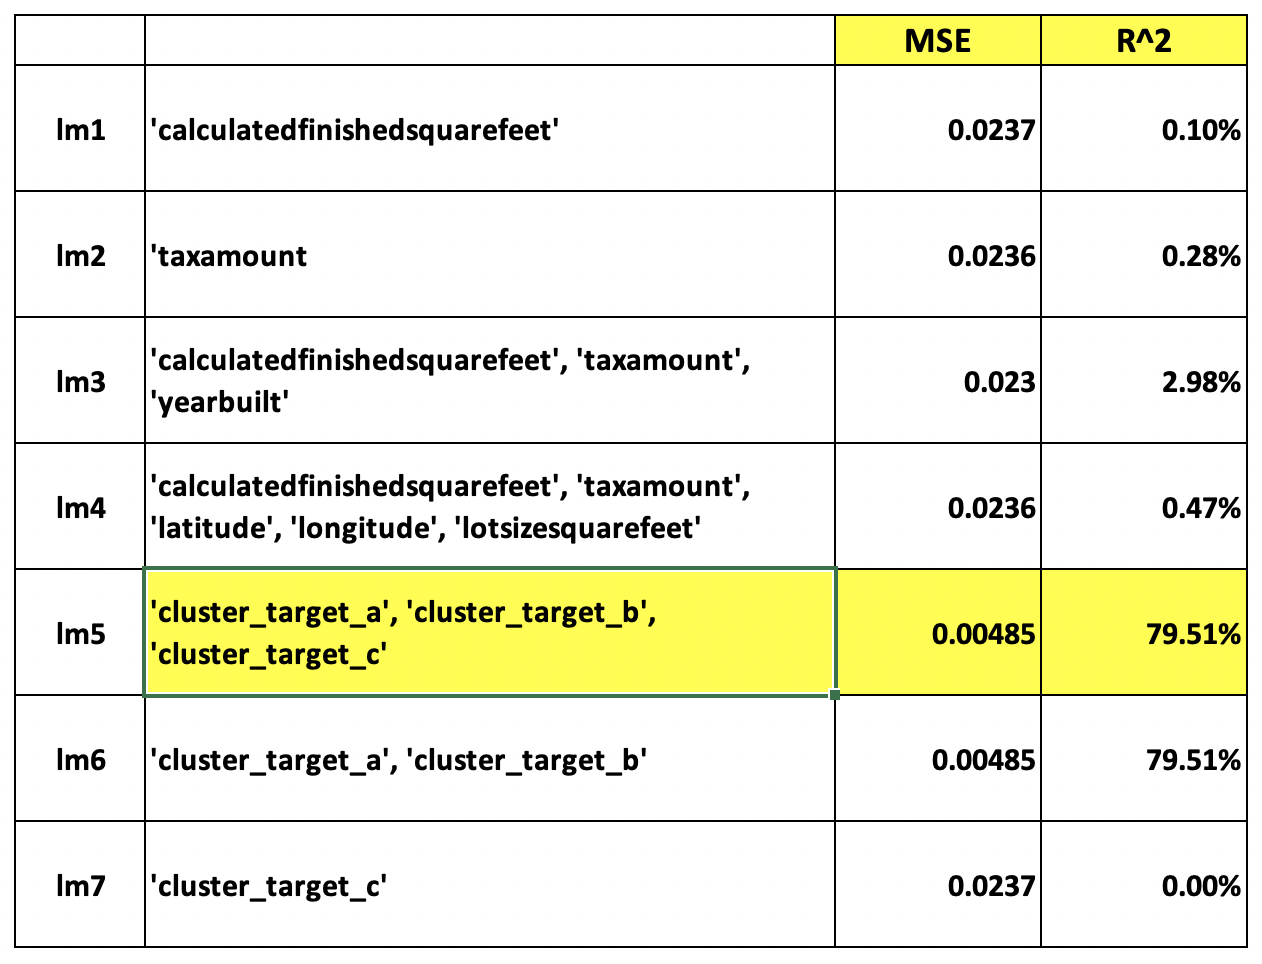 MSE R^2
lm1 'calculatedfinishedsquarefeet' 0.0237 0.10%
lm2 'taxamount 0.0236 0.28%
lm3 'calculatedfinishedsquarefeet', 'taxamount', 'yearbuilt' 0.023 2.98%
lm4 'calculatedfinishedsquarefeet', 'taxamount', 'latitude', 'longitude', 'lotsizesquarefeet' 0.0236 0.47%
lm5 'cluster_target_a', 'cluster_target_b', 'cluster_target_c' 0.00485 79.51%
lm6 'cluster_target_a', 'cluster_target_b' 0.00485 79.51%
lm7 'cluster_target_c' 0.0237 0.00%